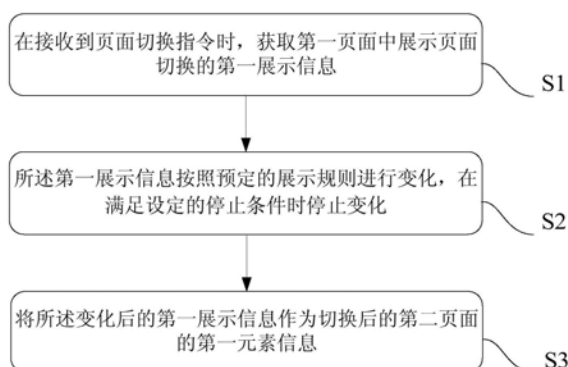 在接收到页面切换指令时，获取第一页面中展示页面
切换的第一展示信息
S1
所述第一展示信息按照预定的展示规则进行变化，在
满足设定的停止条件时停止变化
S2
将所述变化后的第一展示信息作为切换后的第二页面
的第一元素信息
S3